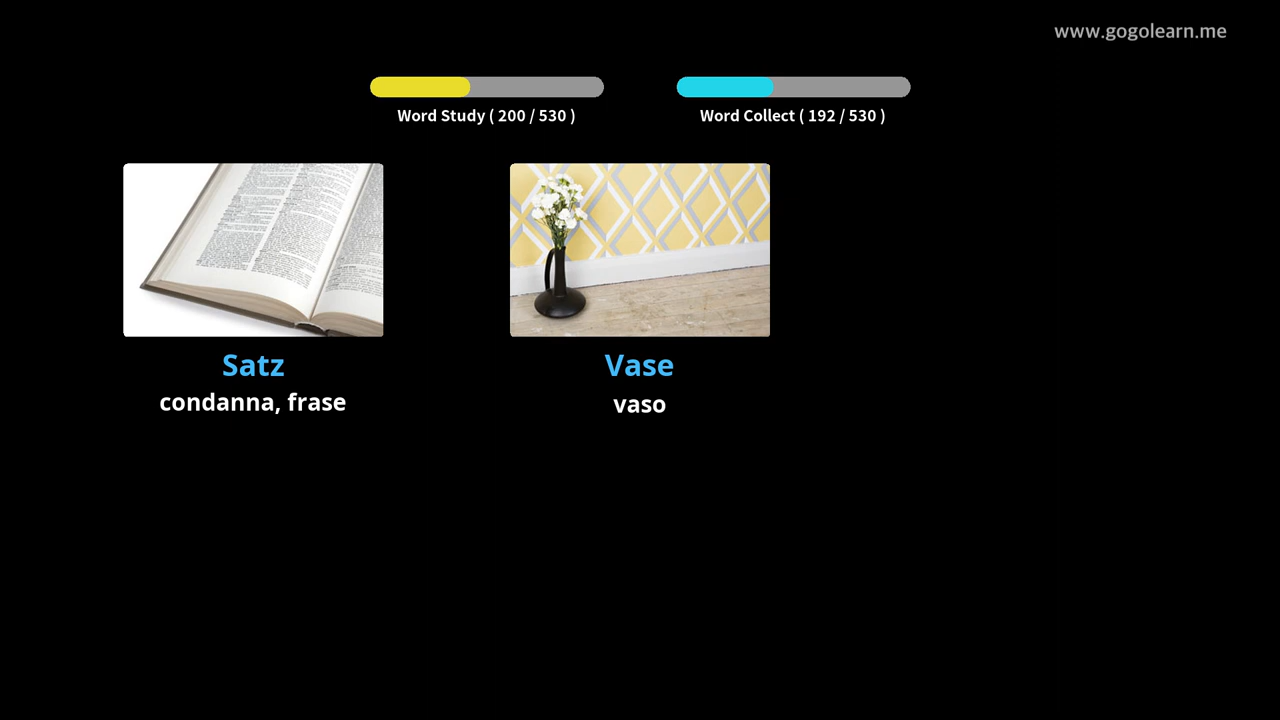 www.gogolearn.me
Word Study ( 200 / 530 )
Word Collect ( 192 / 530 )
Satz
condanna, frase
Vase
vaso